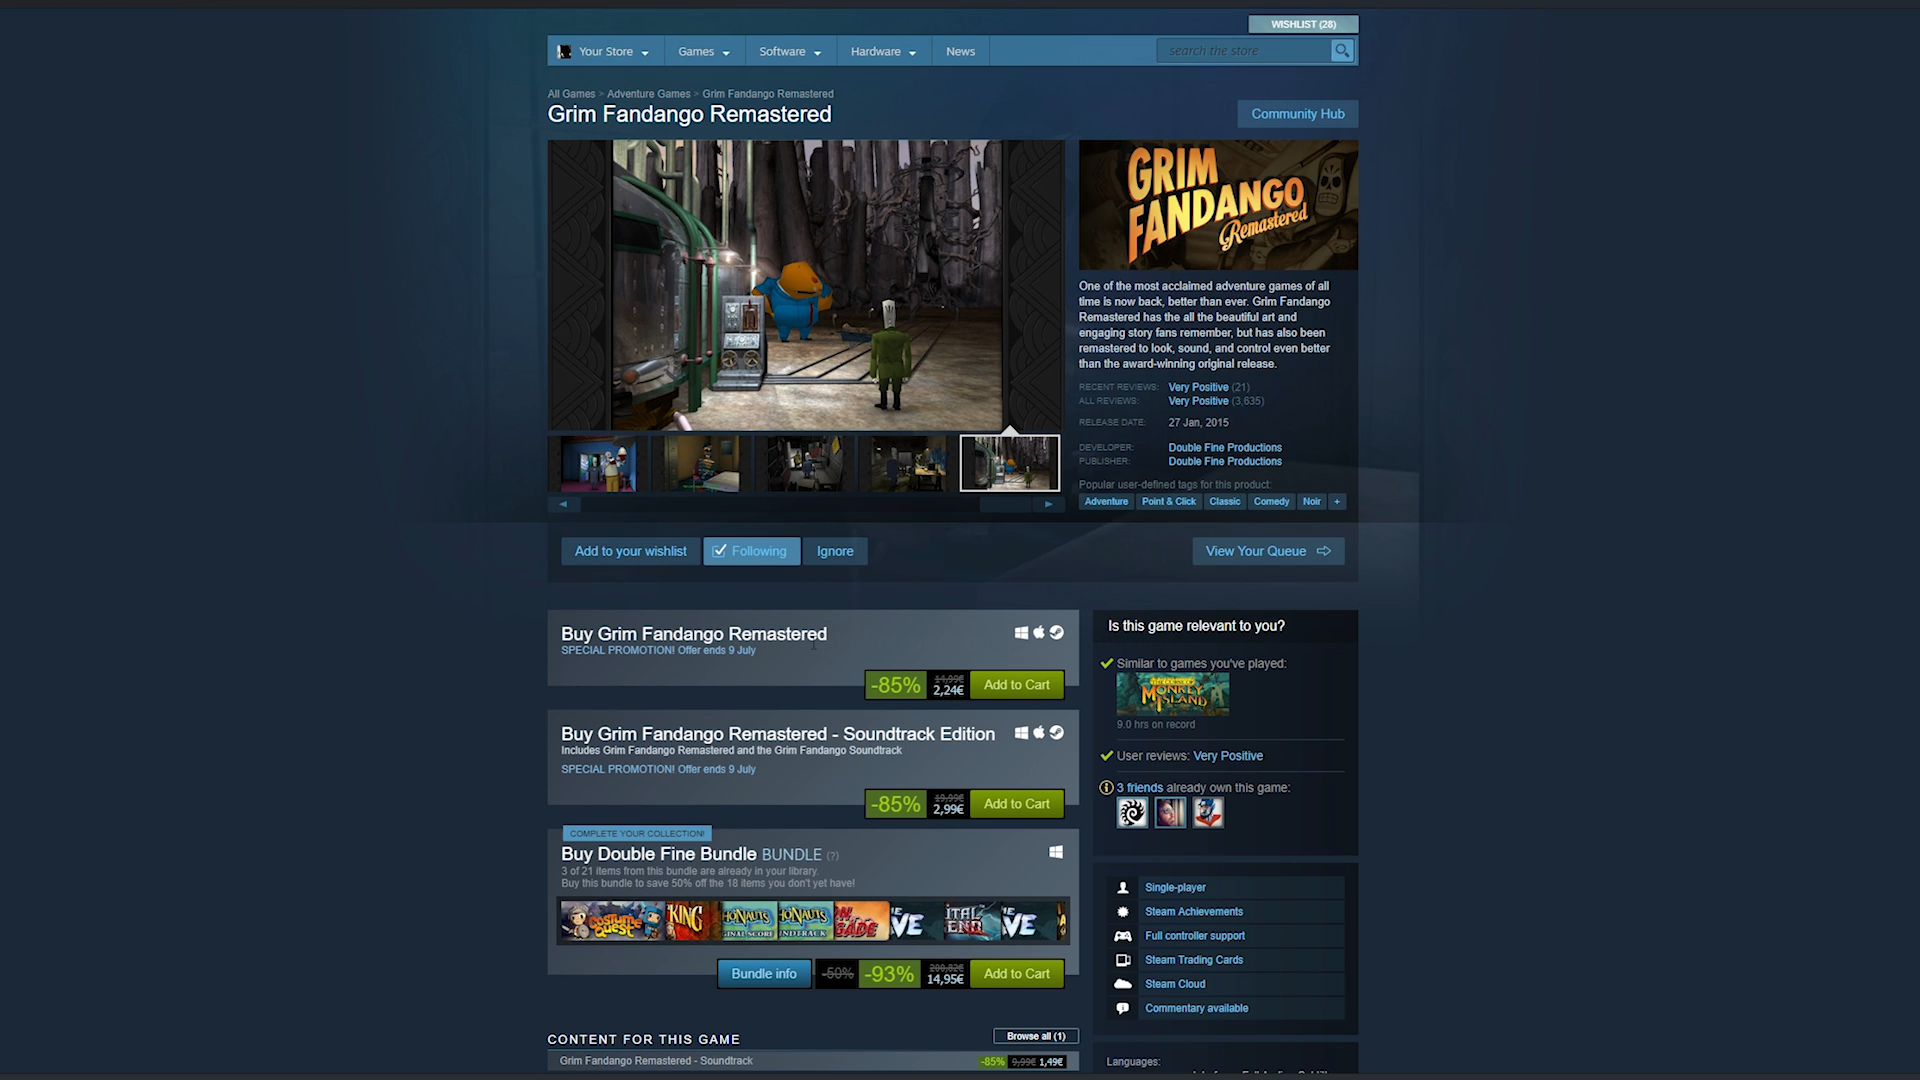 WISHLIST (28)
Your Store
Games
Software
Hardware
News
search the store
All Games > Adventure Games > Grim Fandango Remastered
Grim Fandango Remastered
Community Hub
GRIM
FANDANGO
Remastered
One of the most acclaimed adventure games of all
time is now back, better than ever. Grim Fandango
Remastered has the all the beautiful art and
engaging story fans remember, but has also been
remastered to look, sound, and control even better
than the award-winning original release.
RECENT REVIEWS: Very Positive (21)
ALL REVIEWS: Very Positive (3,635)
RELEASE DATE: 27 Jan, 2015
DEVELOPER: Double Fine Productions
PUBLISHER: Double Fine Productions
Popular user-defined tags for this product:
Adventure Point & Click Classic Comedy Noir +
Add to your wishlist
Following
Ignore
View Your Queue
Buy Grim Fandango Remastered
SPECIAL PROMOTION! Offer ends 9 July
-85% 14,99€
2,24€
Add to Cart
Buy Grim Fandango Remastered - Soundtrack Edition
Includes Grim Fandango Remastered and the Grim Fandango Soundtrack
SPECIAL PROMOTION! Offer ends 9 July
-85% 19,99€
2,99€
Add to Cart
COMPLETE YOUR COLLECTION!
Buy Double Fine Bundle BUNDLE (?)
3 of 21 items from this bundle are already in your library.
Buy this bundle to save 50% off the 18 items you don't yet have!
COSTUME QUEST
KING
HONAUTS
INAL SCORE
HONAUTS
NDTRACK
VE
ITAL
END
VE
Bundle info
-50% -93%
14,95€
Add to Cart
CONTENT FOR THIS GAME
Browse all (1)
Grim Fandango Remastered - Soundtrack
-85% 9,99€ 1,49€
Is this game relevant to you?
Similar to games you've played:
MONKEY
ISLAND
9.0 hrs on record
User reviews: Very Positive
3 friends already own this game:
Single-player
Steam Achievements
Full controller support
Steam Trading Cards
Steam Cloud
Commentary available
Languages: